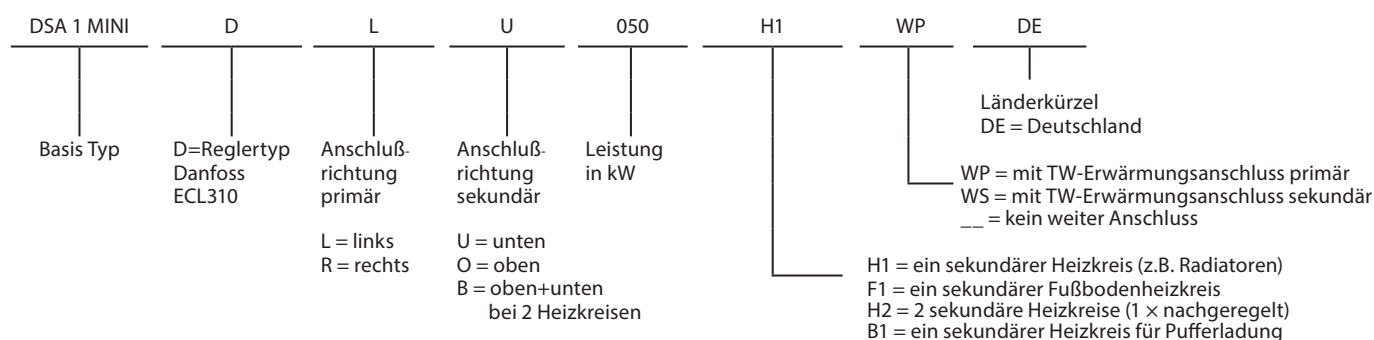 DSA 1 MINI D L U 050 H1 WP DE
Länderkürzel
DE = Deutschland
Basis Typ
D=Reglertyp
Danfoss
ECL310
Anschluß-
richtung
primär
L = links
R = rechts
Anschluß-
richtung
sekundär
U = unten
O = oben
B = oben+unten
bei 2 Heizkreisen
Leistung
in kW
WP = mit TW-Erwärmungsanschluss primär
WS = mit TW-Erwärmungsanschluss sekundär
_ _ = kein weiter Anschluss
H1 = ein sekundärer Heizkreis (z.B. Radiatoren)
F1 = ein sekundärer Fußbodenheizkreis
H2 = 2 sekundäre Heizkreise (1 × nachgeregelt)
B1 = ein sekundärer Heizkreis für Pufferladung